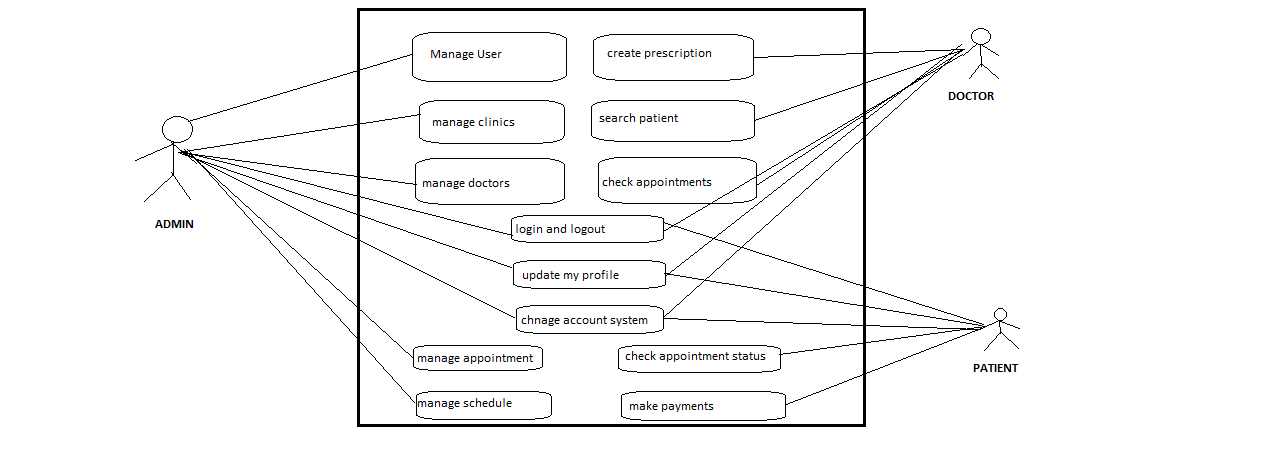 Manage User
create prescription
DOCTOR
manage clinics
search patient
manage doctors
check appointments
ADMIN
login and logout
update my profile
chnage account system
manage appointment
check appointment status
PATIENT
manage schedule
make payments